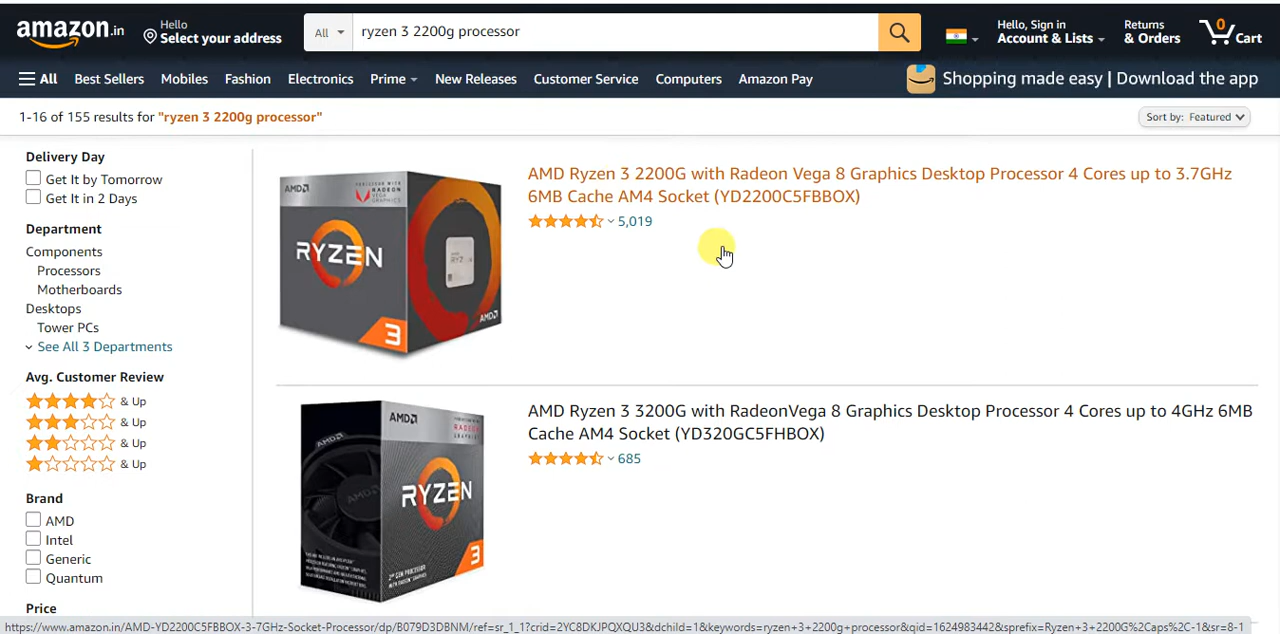 amazon.in
Hello
Select your address
All
ryzen 3 2200g processor
Hello, Sign in
Account & Lists
Returns
& Orders
0
Cart
All
Best Sellers
Mobiles
Fashion
Electronics
Prime
New Releases
Customer Service
Computers
Amazon Pay
Shopping made easy | Download the app
1-16 of 155 results for "ryzen 3 2200g processor"
Sort by: Featured
Delivery Day
Get It by Tomorrow
Get It in 2 Days
Department
Components
Processors
Motherboards
Desktops
Tower PCs
See All 3 Departments
Avg. Customer Review
& Up
& Up
& Up
& Up
Brand
AMD
Intel
Generic
Quantum
Price
AMD
RADEON
RYZEN
AMD
3
AMD Ryzen 3 2200G with Radeon Vega 8 Graphics Desktop Processor 4 Cores up to 3.7GHz
6MB Cache AM4 Socket (YD2200C5FBBOX)
5,019
AMD
AMD
RYZEN
3
AMD Ryzen 3 3200G with RadeonVega 8 Graphics Desktop Processor 4 Cores up to 4GHz 6MB
Cache AM4 Socket (YD320GC5FHBOX)
685
https://www.amazon.in/AMD-YD2200C5FBBOX-3-7GHz-Socket-Processor/dp/B079D3DBNM/ref=sr_1_1?crid=2YC8DKJPQXQU3&dchild=1&keywords=ryzen+3+2200g+processor&qid=1624983442&sprefix=Ryzen+3+2200G%2Caps%2C-1&sr=8-1